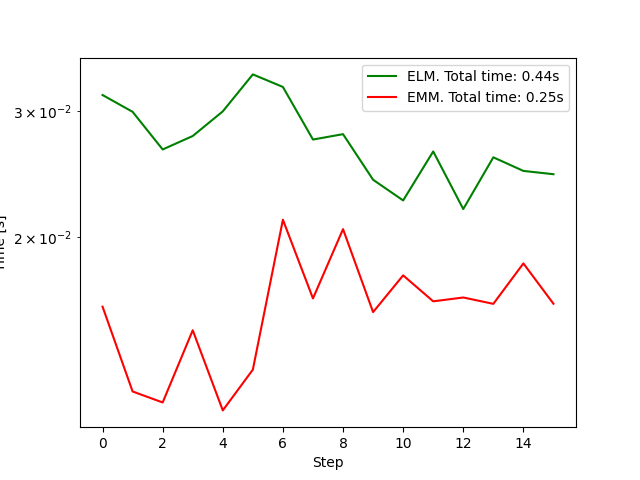 ELM. Total time: 0.44s
EMM. Total time: 0.25s
3 × 10⁻²
2 × 10⁻²
Time [s]
0 2 4 6 8 10 12 14
Step